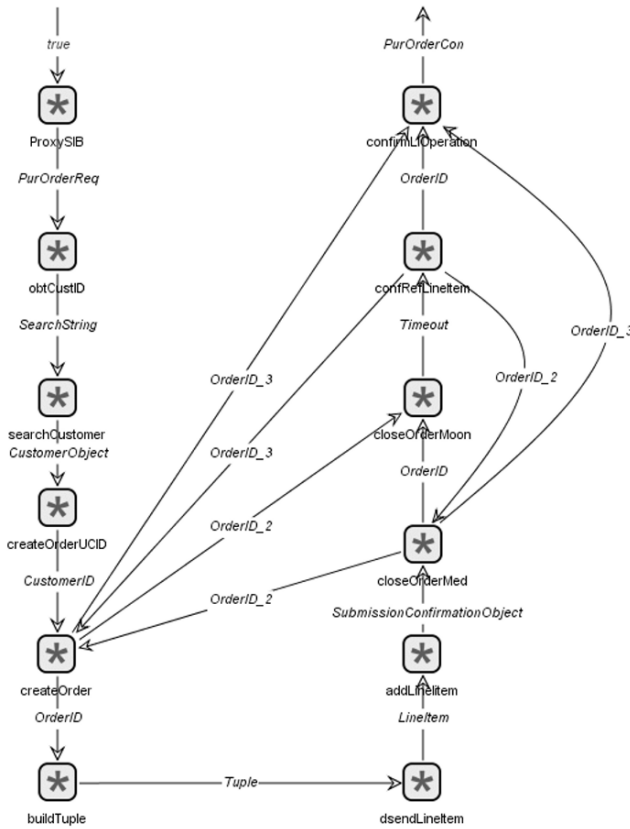 true
PurOrderCon
ProxySIB
confirmLIOperation
PurOrderReq
OrderID
obtCustID
confRefLineItem
SearchString
Timeout
OrderID_3
OrderID_2
OrderID_3
searchCustomer
closeOrderMoon
CustomerObject
OrderID_3
OrderID
OrderID_2
createOrderUCID
CustomerID
closeOrderMed
OrderID_2
SubmissionConfirmationObject
createOrder
addLineItem
OrderID
LineItem
Tuple
buildTuple
dsendLineItem